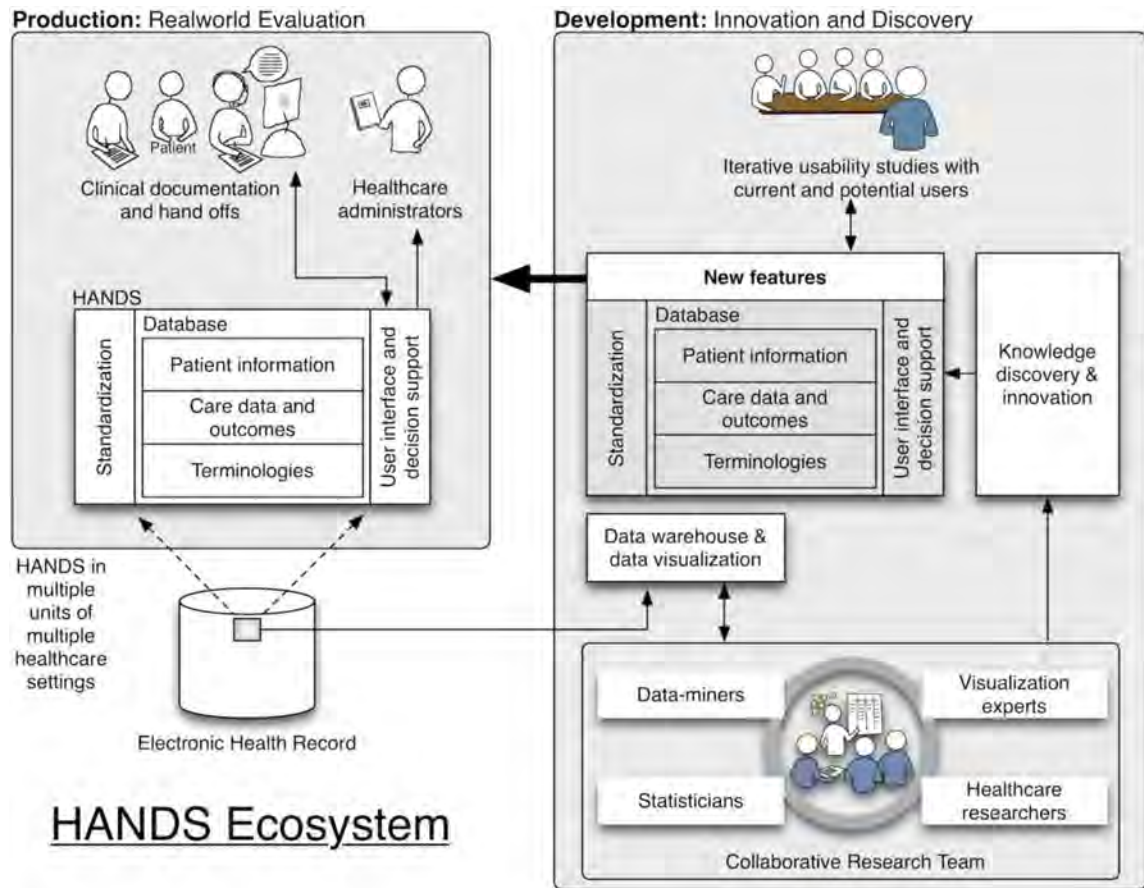 Production: Realworld Evaluation
Patient
Clinical documentation
and hand offs
Healthcare
administrators
HANDS
Standardization
Database
Patient information
Care data and
outcomes
Terminologies
User interface and
decision support
HANDS in
multiple
units of
multiple
healthcare
settings
Electronic Health Record
HANDS Ecosystem
Development: Innovation and Discovery
Iterative usability studies with
current and potential users
New features
Standardization
Database
Patient information
Care data and
outcomes
Terminologies
User interface and
decision support
Knowledge
discovery &
innovation
Data warehouse &
data visualization
Data-miners
Visualization
experts
Statisticians
Healthcare
researchers
Collaborative Research Team